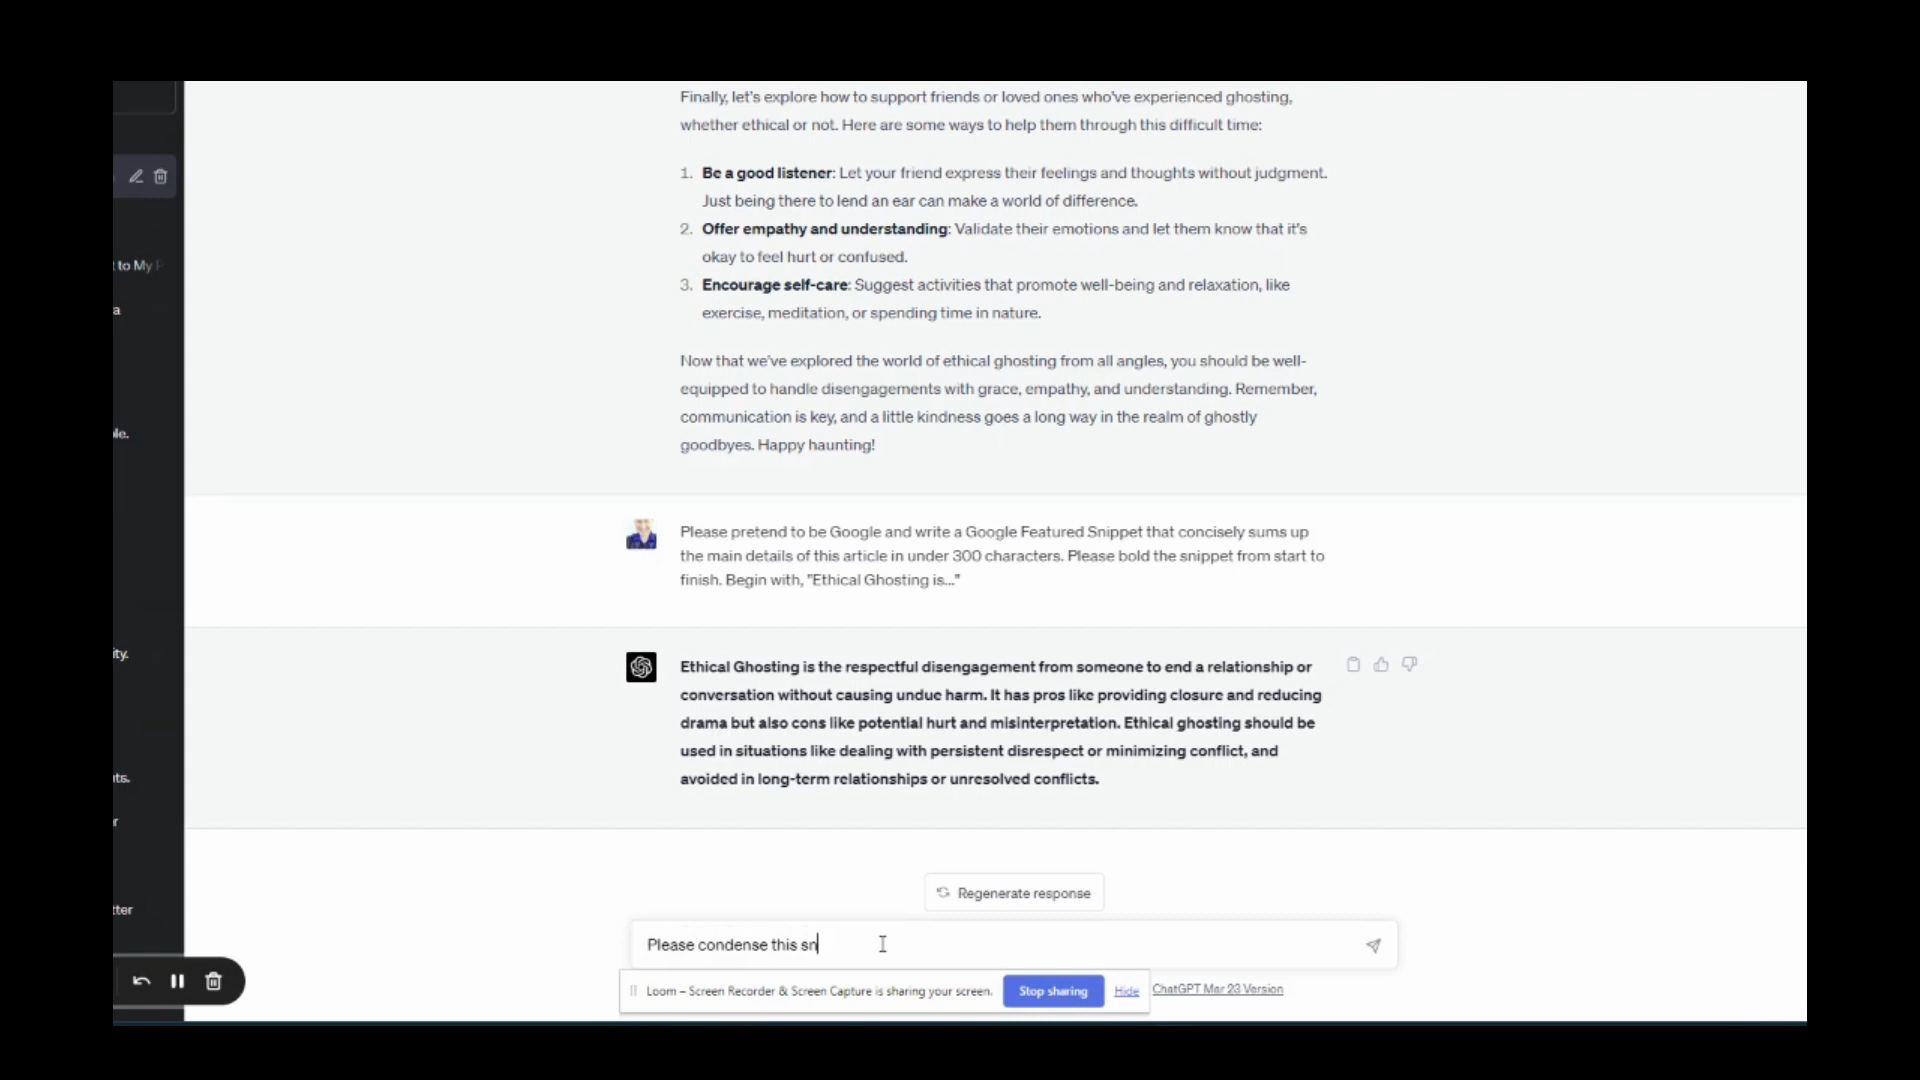 Finally, let's explore how to support friends or loved ones who've experienced ghosting,
whether ethical or not. Here are some ways to help them through this difficult time:
1. Be a good listener: Let your friend express their feelings and thoughts without judgment.
Just being there to lend an ear can make a world of difference.
2. Offer empathy and understanding: Validate their emotions and let them know that it's
okay to feel hurt or confused.
3. Encourage self-care: Suggest activities that promote well-being and relaxation, like
exercise, meditation, or spending time in nature.
Now that we've explored the world of ethical ghosting from all angles, you should be well-
equipped to handle disengagements with grace, empathy, and understanding. Remember,
communication is key, and a little kindness goes a long way in the realm of ghostly
goodbyes. Happy haunting!
Please pretend to be Google and write a Google Featured Snippet that concisely sums up
the main details of this article in under 300 characters. Please bold the snippet from start to
finish. Begin with, "Ethical Ghosting is..."
Ethical Ghosting is the respectful disengagement from someone to end a relationship or
conversation without causing undue harm. It has pros like providing closure and reducing
drama but also cons like potential hurt and misinterpretation. Ethical ghosting should be
used in situations like dealing with persistent disrespect or minimizing conflict, and
avoided in long-term relationships or unresolved conflicts.
Regenerate response
Please condense this sn
Loom – Screen Recorder & Screen Capture is sharing your screen.
Stop sharing
Hide
ChatGPT Mar 23 Version
to My
a
ple.
ity.
nts.
r
tter